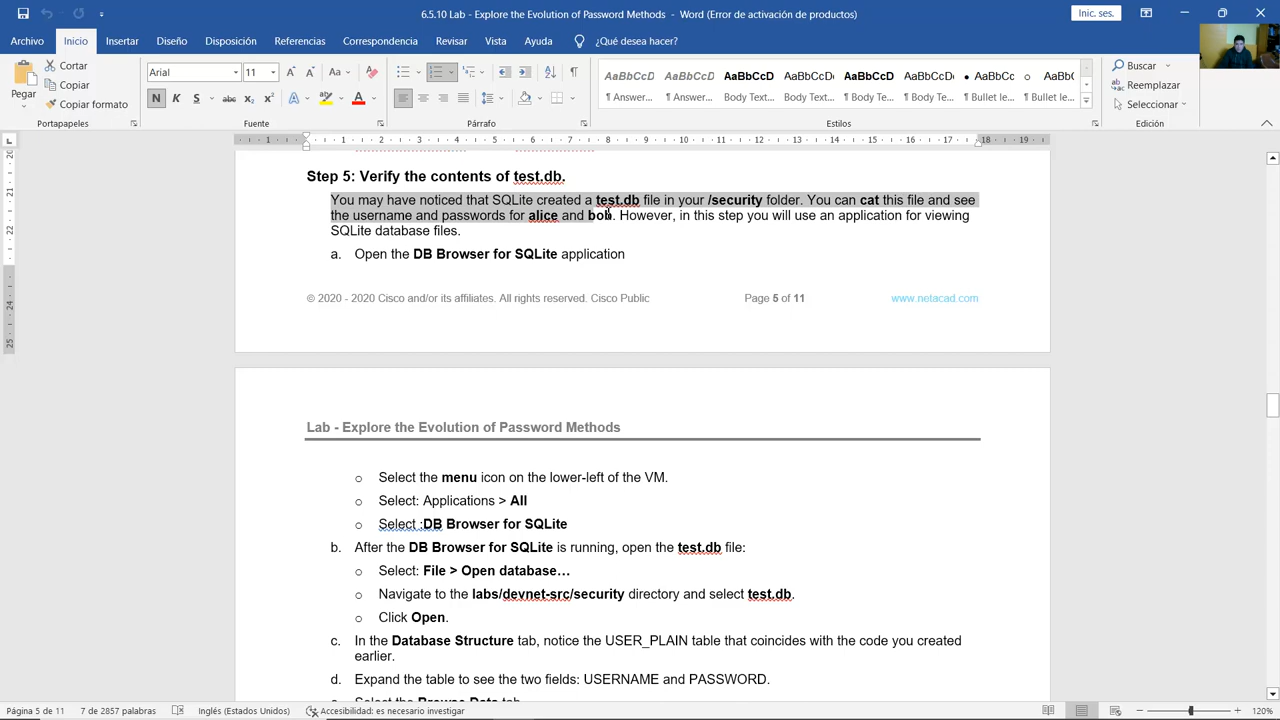 6.5.10 Lab - Explore the Evolution of Password Methods - Word (Error de activación de productos)
Inic. ses.
Archivo Inicio Insertar Diseño Disposición Referencias Correspondencia Revisar Vista Ayuda ¿Qué desea hacer?
Pegar
Cortar
Copiar
Copiar formato
Portapapeles
Arial 11
Aa
N K S abc x₂ x²
Fuente
Párrafo
AaBbCcD AaBbCcD AaBbCcD AaBbCcDı AaBbCcD AaBbCcDı AaBbCc AaBb(
¶ Answer... ¶ Answer... Body Text... Body Text... ¶ Body Te... ¶ Body Te... ¶ Bullet le... ¶ Bullet le...
Estilos
Buscar
Reemplazar
Seleccionar
Edición
Step 5: Verify the contents of test.db.
You may have noticed that SQLite created a test.db file in your /security folder. You can cat this file and see
the username and passwords for alice and bob. However, in this step you will use an application for viewing
SQLite database files.
a. Open the DB Browser for SQLite application
© 2020 - 2020 Cisco and/or its affiliates. All rights reserved. Cisco Public Page 5 of 11 www.netacad.com
Lab - Explore the Evolution of Password Methods
o Select the menu icon on the lower-left of the VM.
o Select: Applications > All
o Select :DB Browser for SQLite
b. After the DB Browser for SQLite is running, open the test.db file:
o Select: File > Open database…
o Navigate to the labs/devnet-src/security directory and select test.db.
o Click Open.
c. In the Database Structure tab, notice the USER_PLAIN table that coincides with the code you created
earlier.
d. Expand the table to see the two fields: USERNAME and PASSWORD.
Select the Browse Data tab
Página 5 de 11 7 de 2857 palabras Inglés (Estados Unidos) Accesibilidad: es necesario investigar 120%